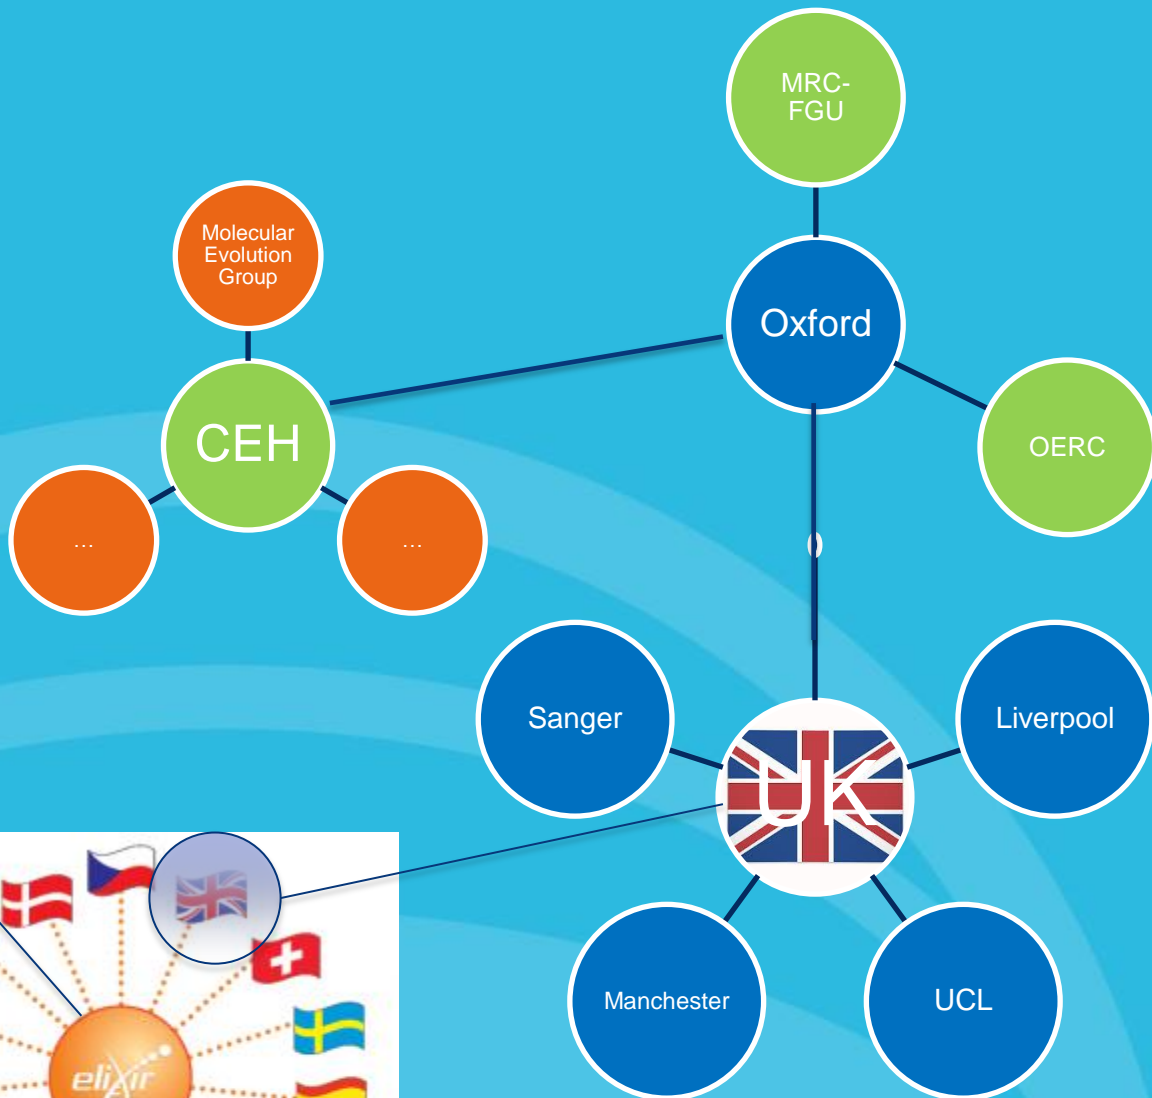 MRC-
FGU
Molecular
Evolution
Group
Oxford
CEH
OERC
...
...
Sanger
Liverpool
UK
Manchester
UCL
elixir